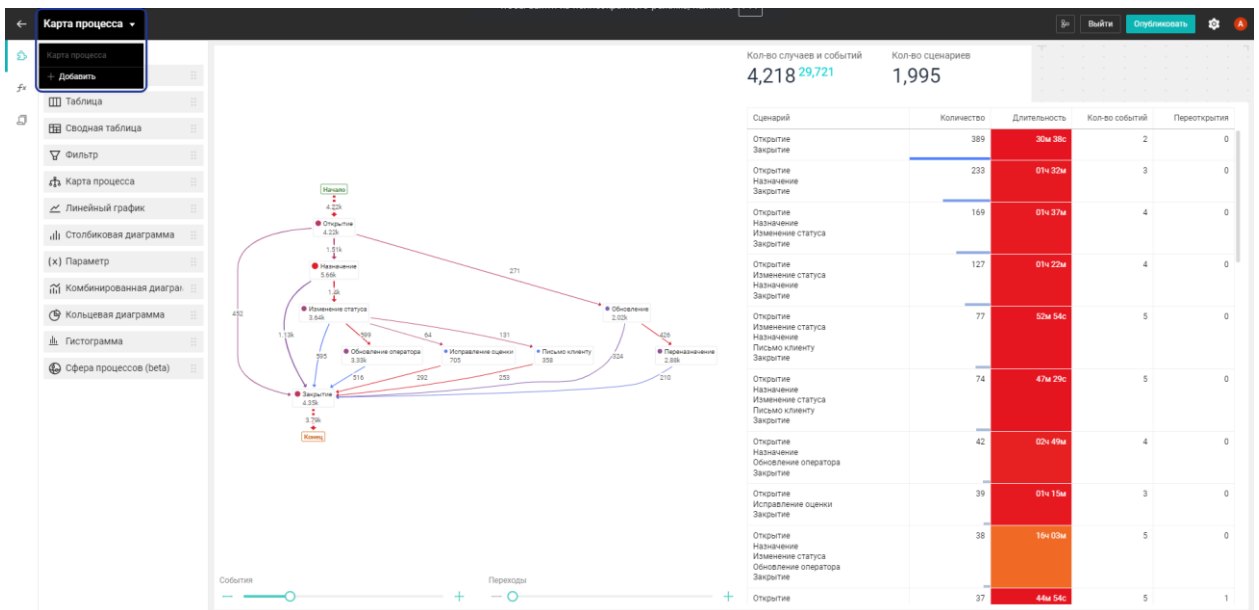 Карта процесса
Выйти
Опубликовать
A
Карта процесса
+ Добавить
fx
Таблица
Сводная таблица
Фильтр
Карта процесса
Линейный график
Столбиковая диаграмма
(x) Параметр
Комбинированная диаграм
Кольцевая диаграмма
Гистограмма
Сфера процессов (beta)
Начало
4.22k
Открытие
4.22k
1.51k
Назначение
5.66k
271
1.4k
Изменение статуса
3.64k
Обновление
2.02k
452
1.13k
599
64
131
426
Обновление оператора
3.33k
Исправление оценки
705
Письмо клиенту
358
Переназначение
2.88k
595
324
516
292
253
210
Закрытие
4.35k
3.79k
Конец
События
Переходы
Кол-во случаев и событий
4,218 29,721
Кол-во сценариев
1,995
Сценарий Количество Длительность Кол-во событий Переоткрытия
Открытие 389 30м 38с 2 0
Закрытие
Открытие 233 01ч 32м 3 0
Назначение
Закрытие
Открытие 169 01ч 37м 4 0
Назначение
Изменение статуса
Закрытие
Открытие 127 01ч 22м 4 0
Изменение статуса
Назначение
Закрытие
Открытие 77 52м 54с 5 0
Изменение статуса
Назначение
Письмо клиенту
Закрытие
Открытие 74 47м 29с 5 0
Назначение
Изменение статуса
Письмо клиенту
Закрытие
Открытие 42 02ч 49м 4 0
Назначение
Обновление оператора
Закрытие
Открытие 39 01ч 15м 3 0
Исправление оценки
Закрытие
Открытие 38 16ч 03м 5 0
Назначение
Изменение статуса
Обновление оператора
Закрытие
Открытие 37 44м 54с 5 1